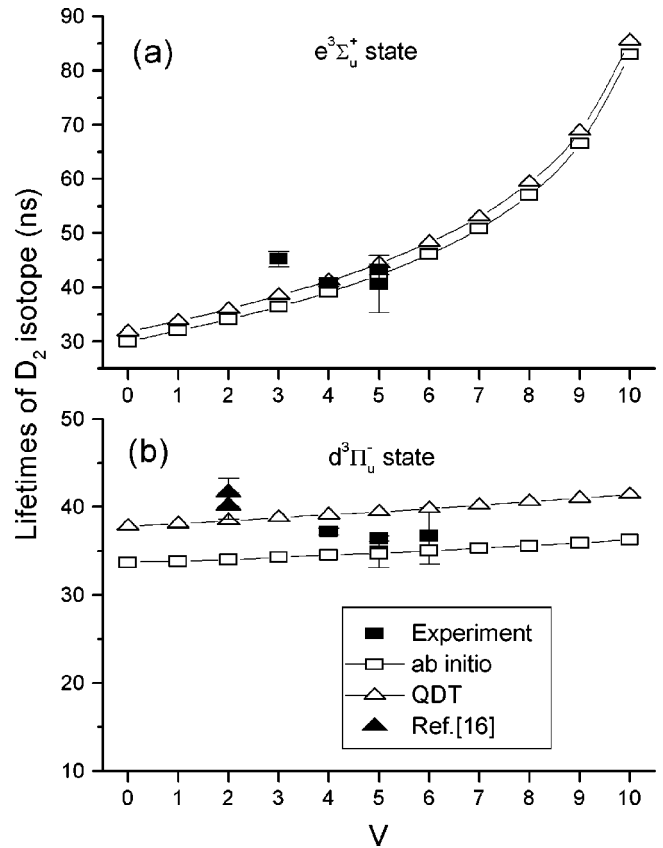 Lifetimes of D₂ isotope (ns)
90
80
70
60
50
40
30
(a)
e³Σᵤ⁺ state
0 1 2 3 4 5 6 7 8 9 10
50
40
30
20
10
(b)
d³Πᵤ⁻ state
Experiment
ab initio
QDT
Ref.[16]
0 1 2 3 4 5 6 7 8 9 10
V